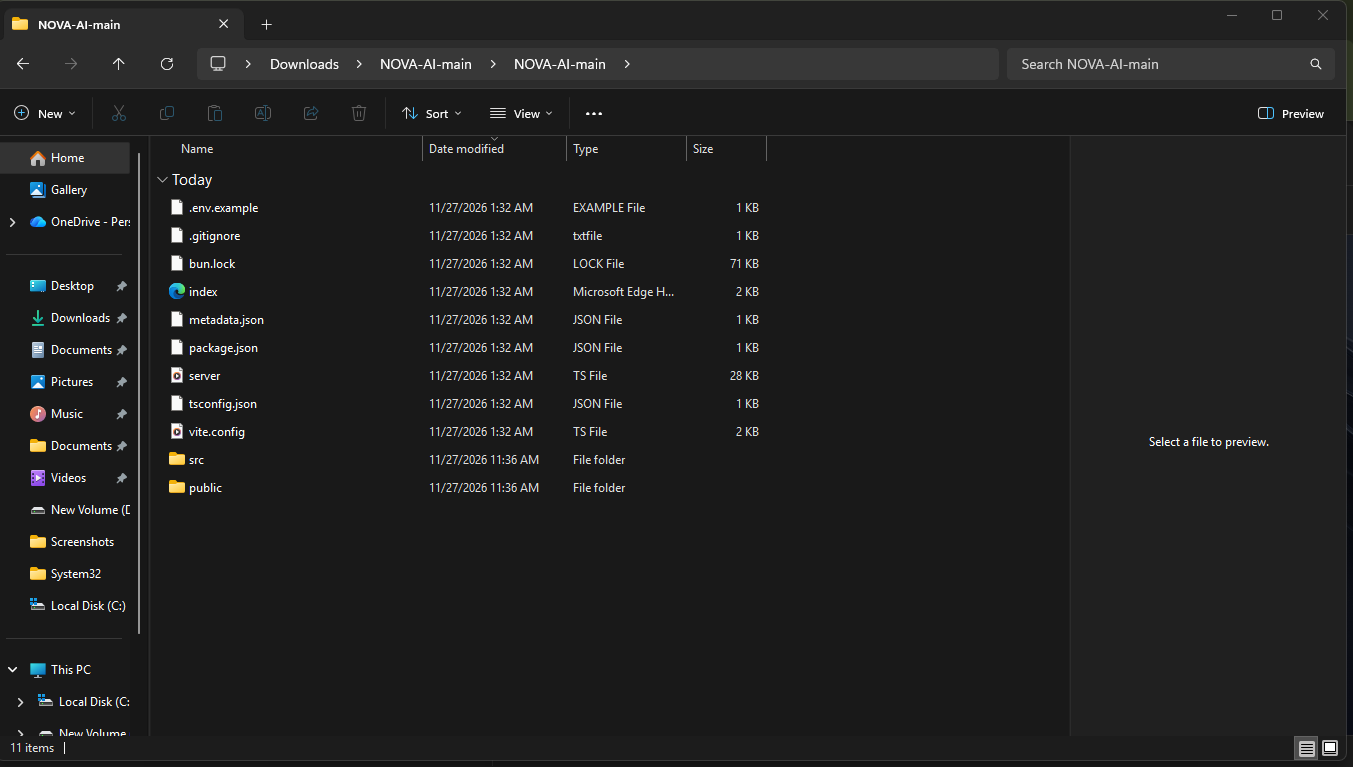 NOVA-AI-main
Downloads NOVA-AI-main NOVA-AI-main
Search NOVA-AI-main
New Sort View Preview
Home
Gallery
OneDrive - Pers
Desktop
Downloads
Documents
Pictures
Music
Documents
Videos
New Volume (D
Screenshots
System32
Local Disk (C:)
This PC
Local Disk (C:
New Volume
Name Date modified Type Size
Today
.env.example 11/27/2026 1:32 AM EXAMPLE File 1 KB
.gitignore 11/27/2026 1:32 AM txtfile 1 KB
bun.lock 11/27/2026 1:32 AM LOCK File 71 KB
index 11/27/2026 1:32 AM Microsoft Edge H... 2 KB
metadata.json 11/27/2026 1:32 AM JSON File 1 KB
package.json 11/27/2026 1:32 AM JSON File 1 KB
server 11/27/2026 1:32 AM TS File 28 KB
tsconfig.json 11/27/2026 1:32 AM JSON File 1 KB
vite.config 11/27/2026 1:32 AM TS File 2 KB
src 11/27/2026 11:36 AM File folder
public 11/27/2026 11:36 AM File folder
Select a file to preview.
11 items